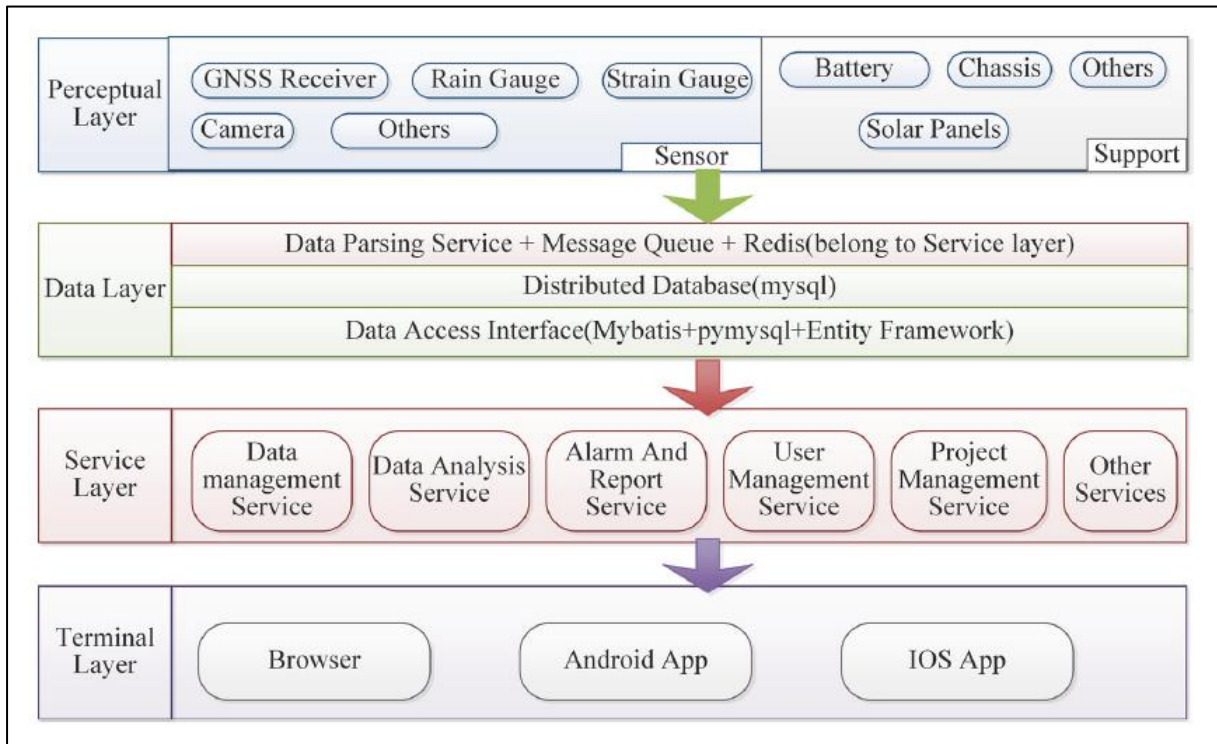 Perceptual
Layer
GNSS Receiver
Rain Gauge
Strain Gauge
Camera
Others
Sensor
Battery
Chassis
Others
Solar Panels
Support
Data Layer
Data Parsing Service + Message Queue + Redis(belong to Service layer)
Distributed Database(mysql)
Data Access Interface(Mybatis+pymysql+Entity Framework)
Service
Layer
Data
management
Service
Data Analysis
Service
Alarm And
Report
Service
User
Management
Service
Project
Management
Service
Other
Services
Terminal
Layer
Browser
Android App
IOS App